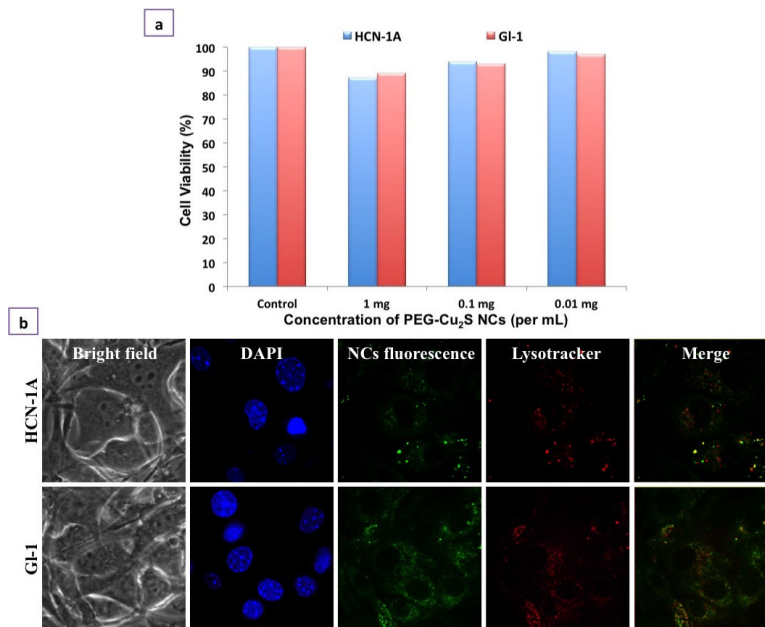 a
HCN-1A Gl-1
100
90
80
70
60
50
40
30
20
10
0
Cell Viability (%)
Control 1 mg 0.1 mg 0.01 mg
Concentration of PEG-Cu₂S NCs (per mL)
b
Bright field DAPI NCs fluorescence Lysotracker Merge
HCN-1A
Gl-1